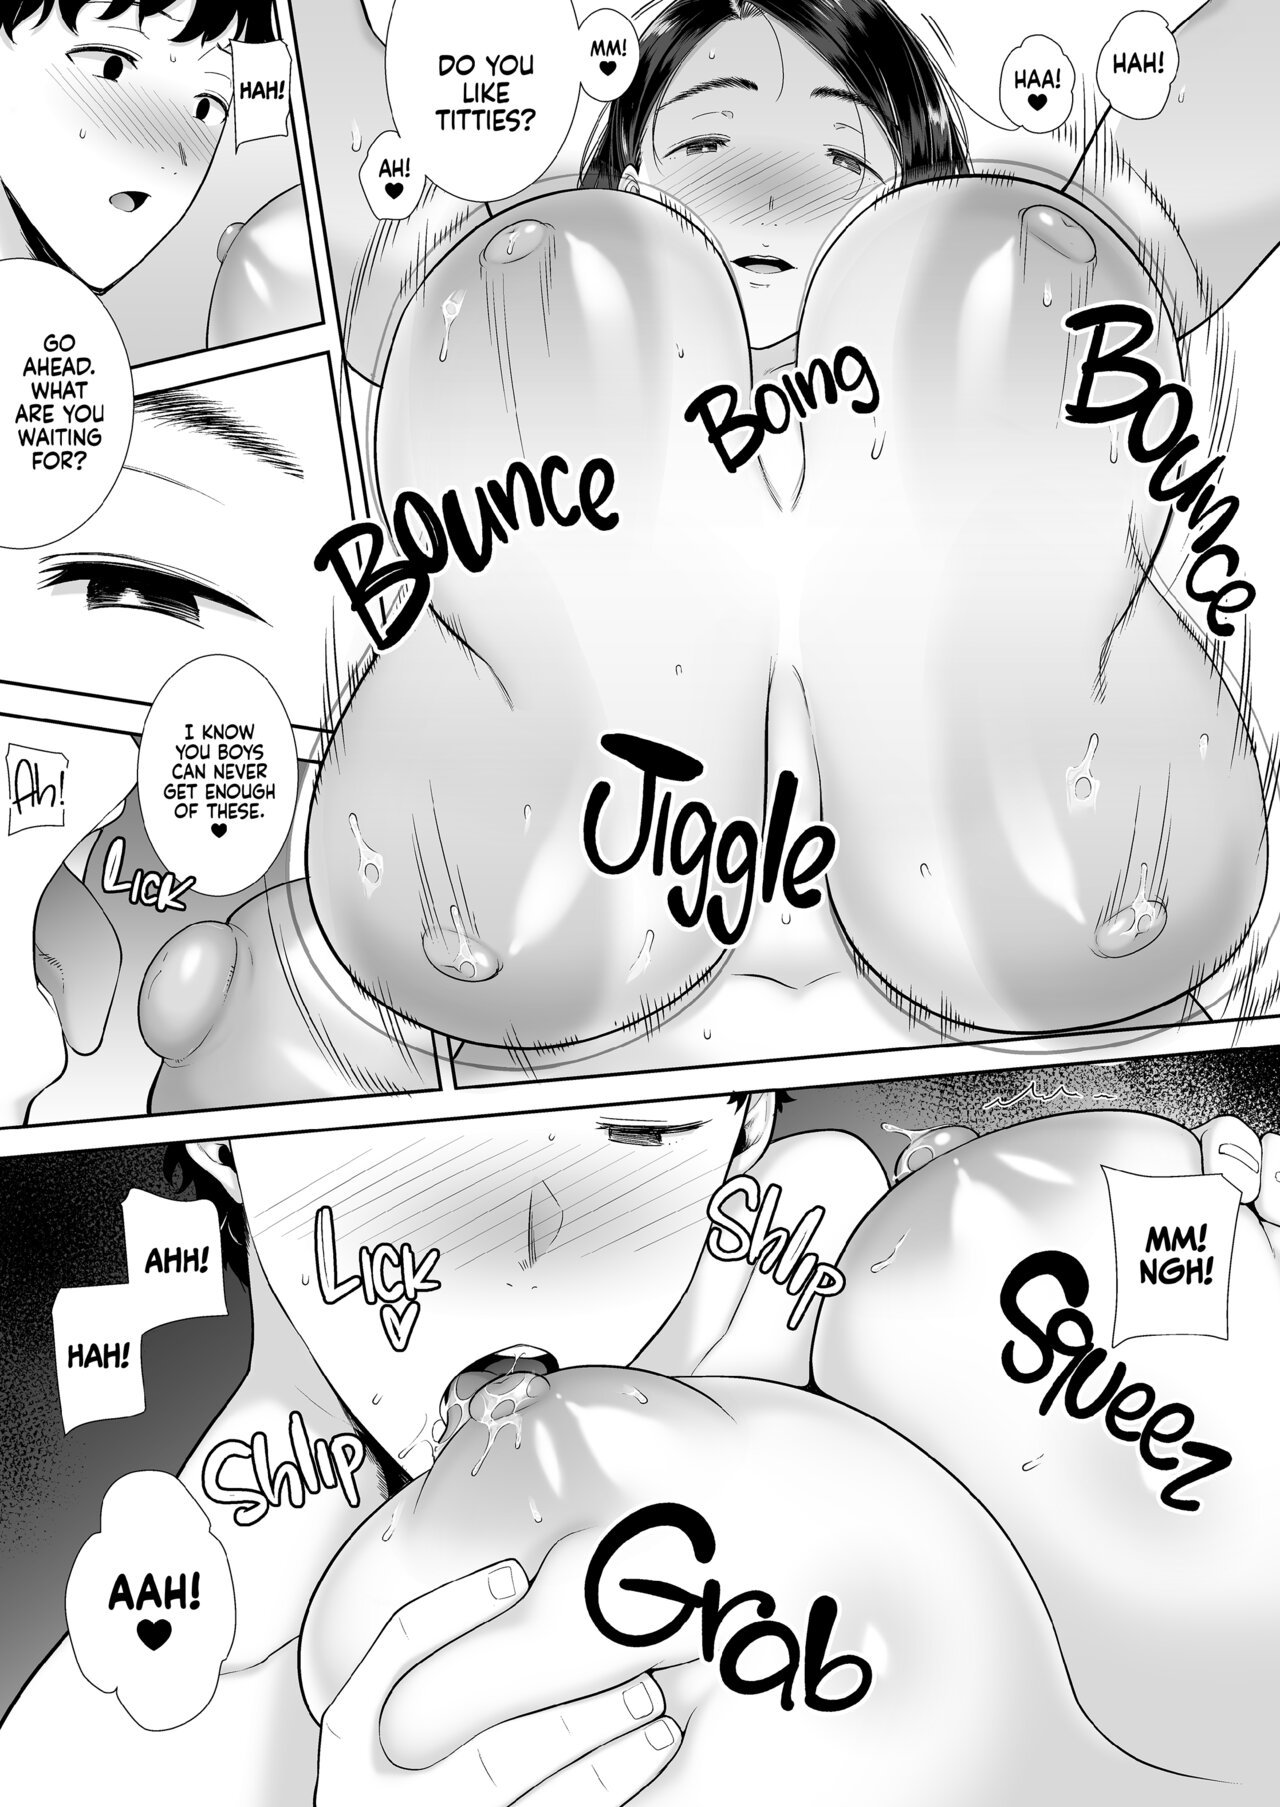 HAH!
DO YOU
LIKE
TITTIES?
AH!
♥
MM!
♥
HAA!
♥
HAH!
GO
AHEAD.
WHAT
ARE YOU
WAITING
FOR?
BOUNCE
BOING
BOUNCE
JIGGLE
I KNOW
YOU BOYS
CAN NEVER
GET ENOUGH
OF THESE.
♥
Ah!
LICK
AHH!
HAH!
LICK
♡
SHLIP
MM!
NGH!
SQUEEZ
SHLIP
GRAB
AAH!
♥